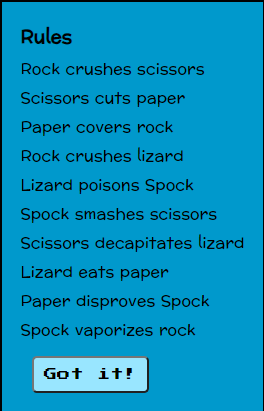 Rules
Rock crushes scissors
Scissors cuts paper
Paper covers rock
Rock crushes lizard
Lizard poisons Spock
Spock smashes scissors
Scissors decapitates lizard
Lizard eats paper
Paper disproves Spock
Spock vaporizes rock
Got it!